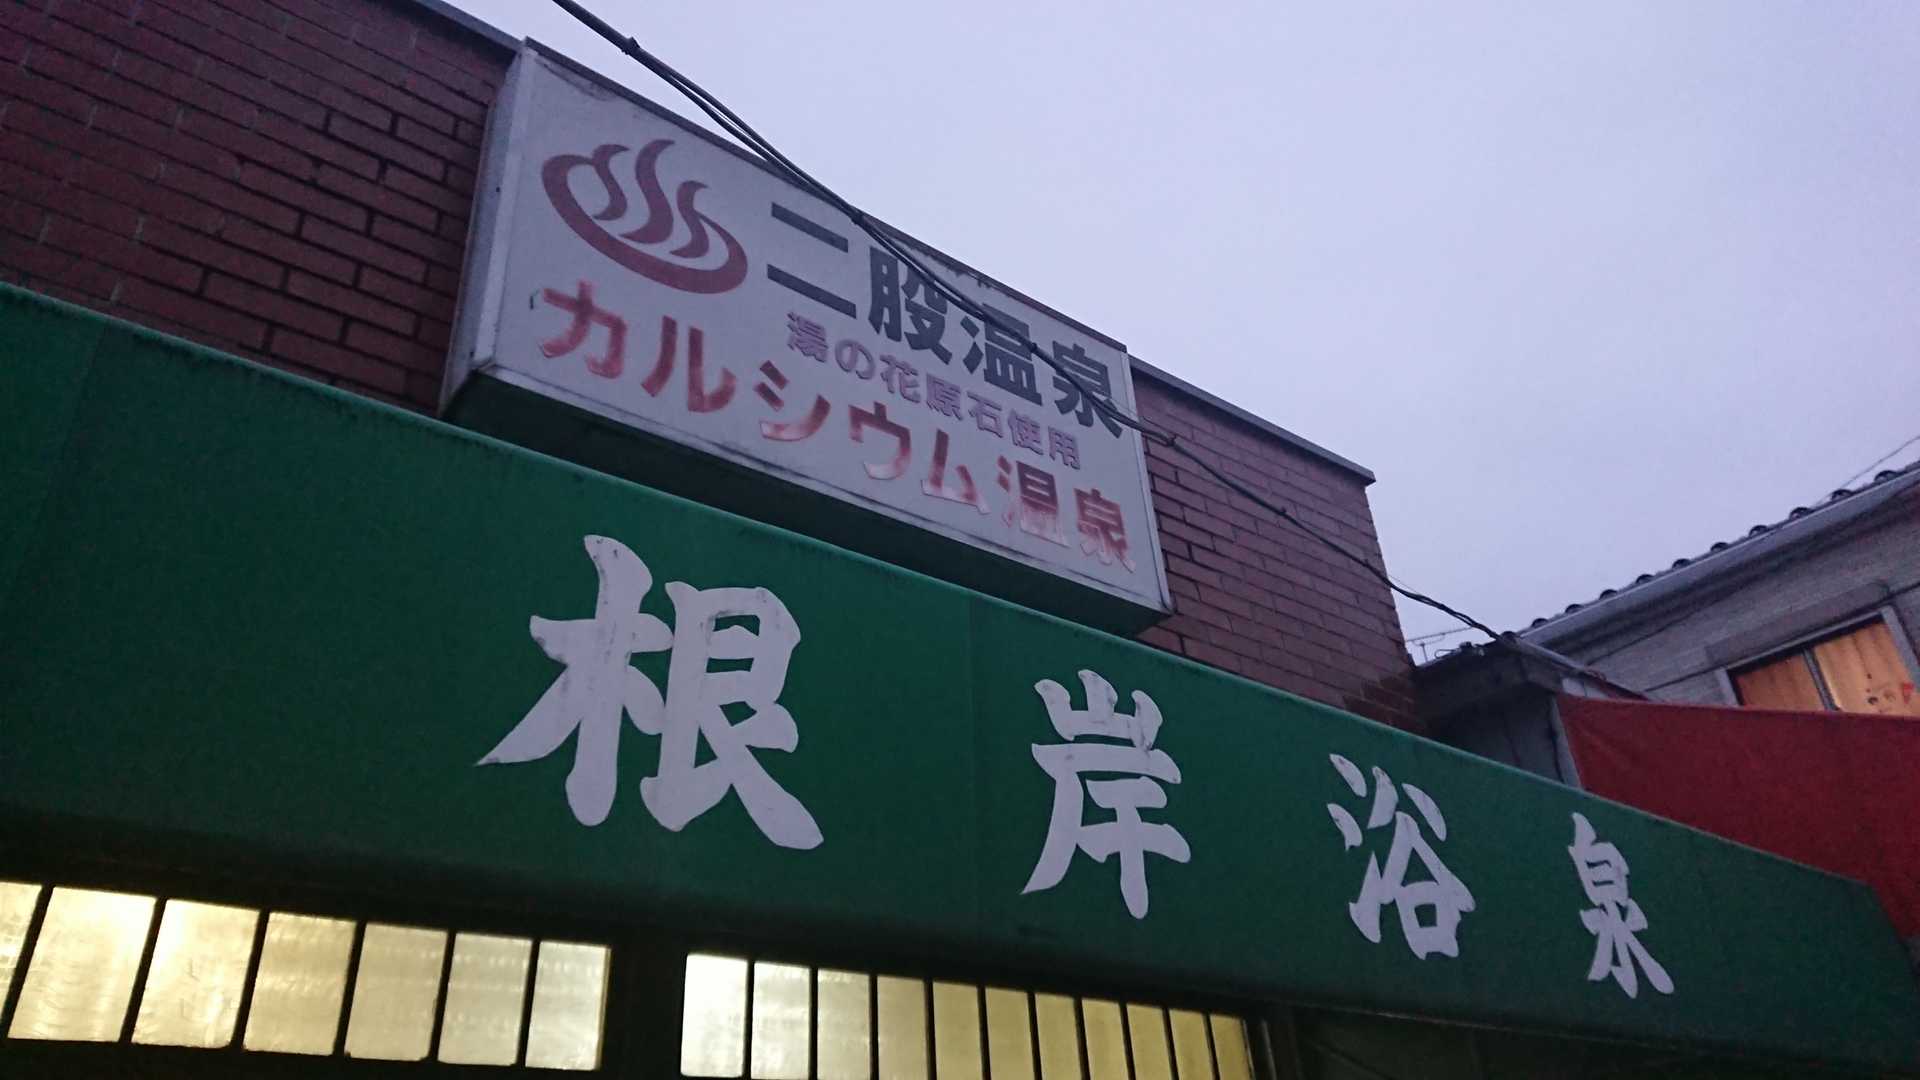 二股温泉
湯の花原石使用
カルシウム温泉
根岸浴泉